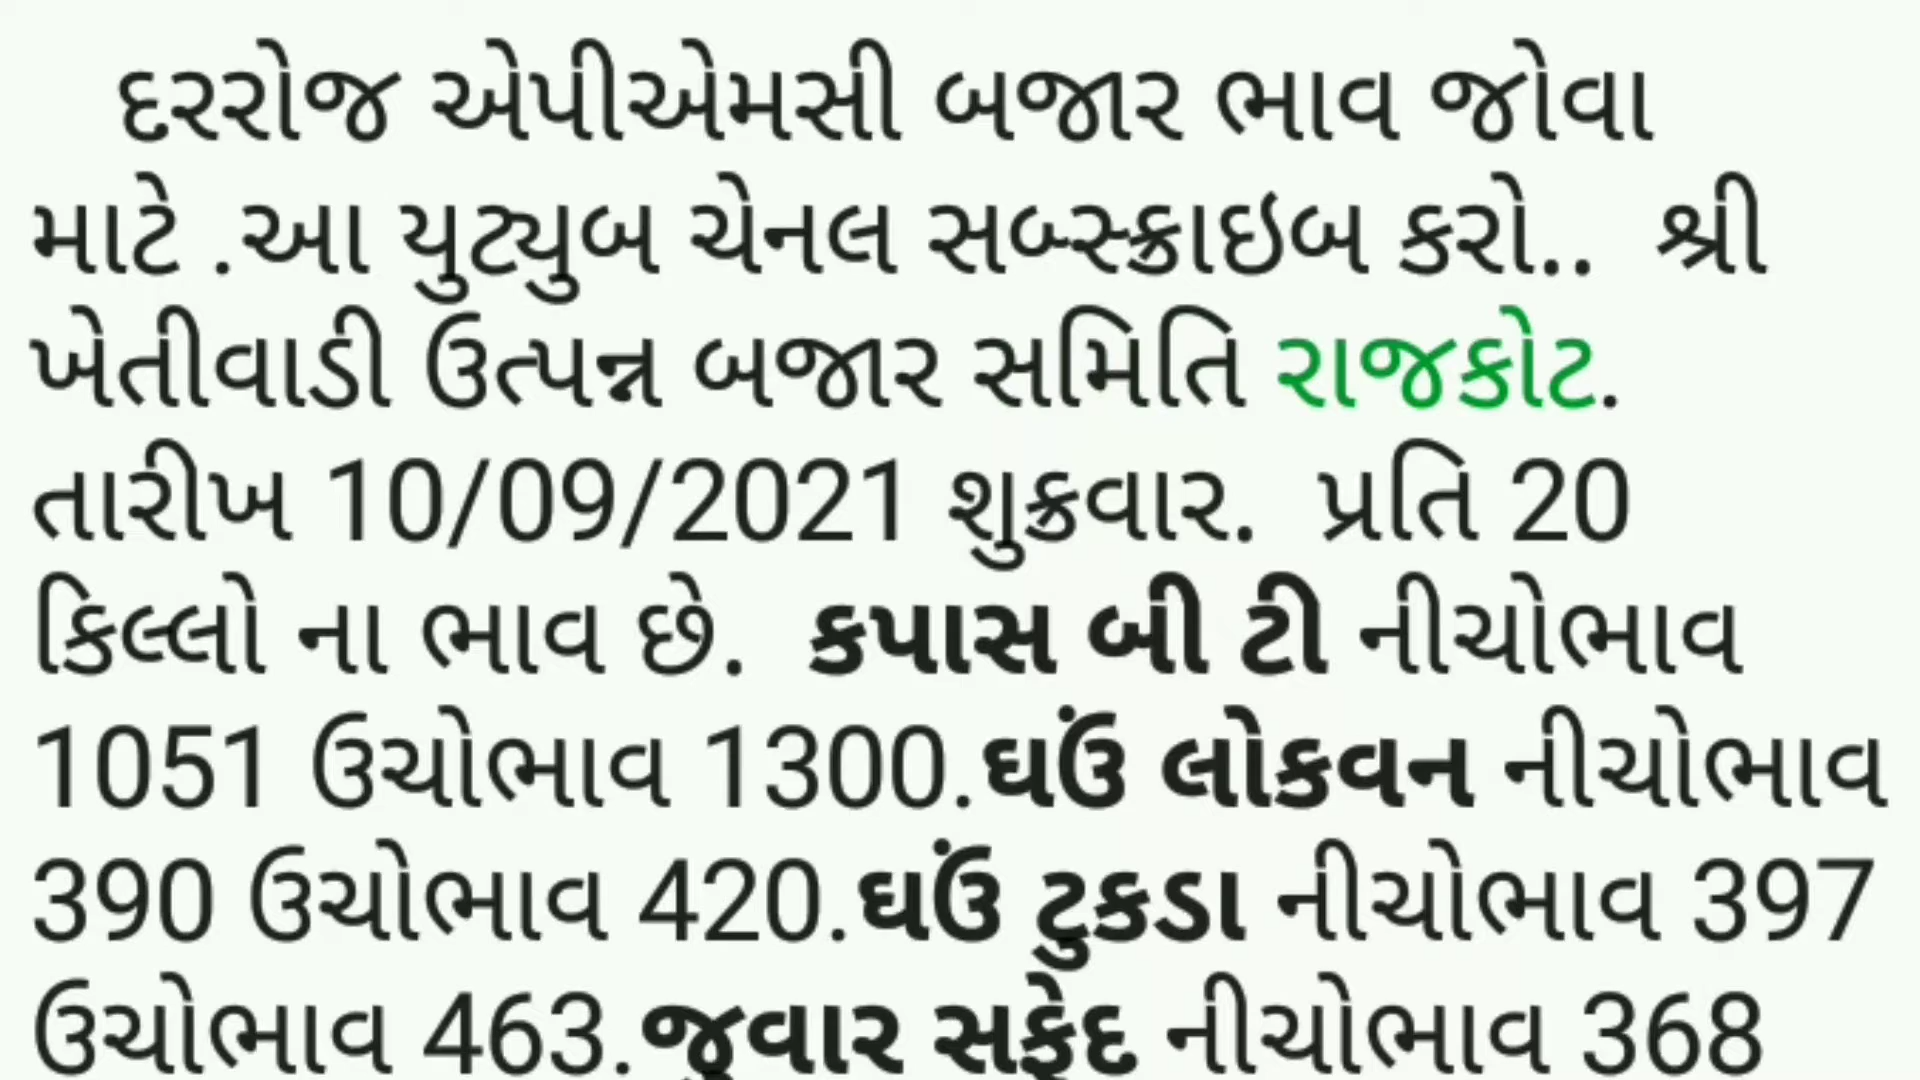 દરરોજ એપીએમસી બજાર ભાવ જોવા
માટે .આ યુટ્યુબ ચેનલ સબ્સ્ક્રાઇબ કરો.. શ્રી
ખેતીવાડી ઉત્પન્ન બજાર સમિતિ રાજકોટ.
તારીખ 10/09/2021 શુક્રવાર. પ્રતિ 20
કિલ્લો ના ભાવ છે. કપાસ બી ટી નીચોભાવ
1051 ઉચોભાવ 1300.ઘઉં લોકવન નીચોભાવ
390 ઉચોભાવ 420.ઘઉં ટુકડા નીચોભાવ 397
ઉચોભાવ 463.જુવાર સફેદ નીચોભાવ 368